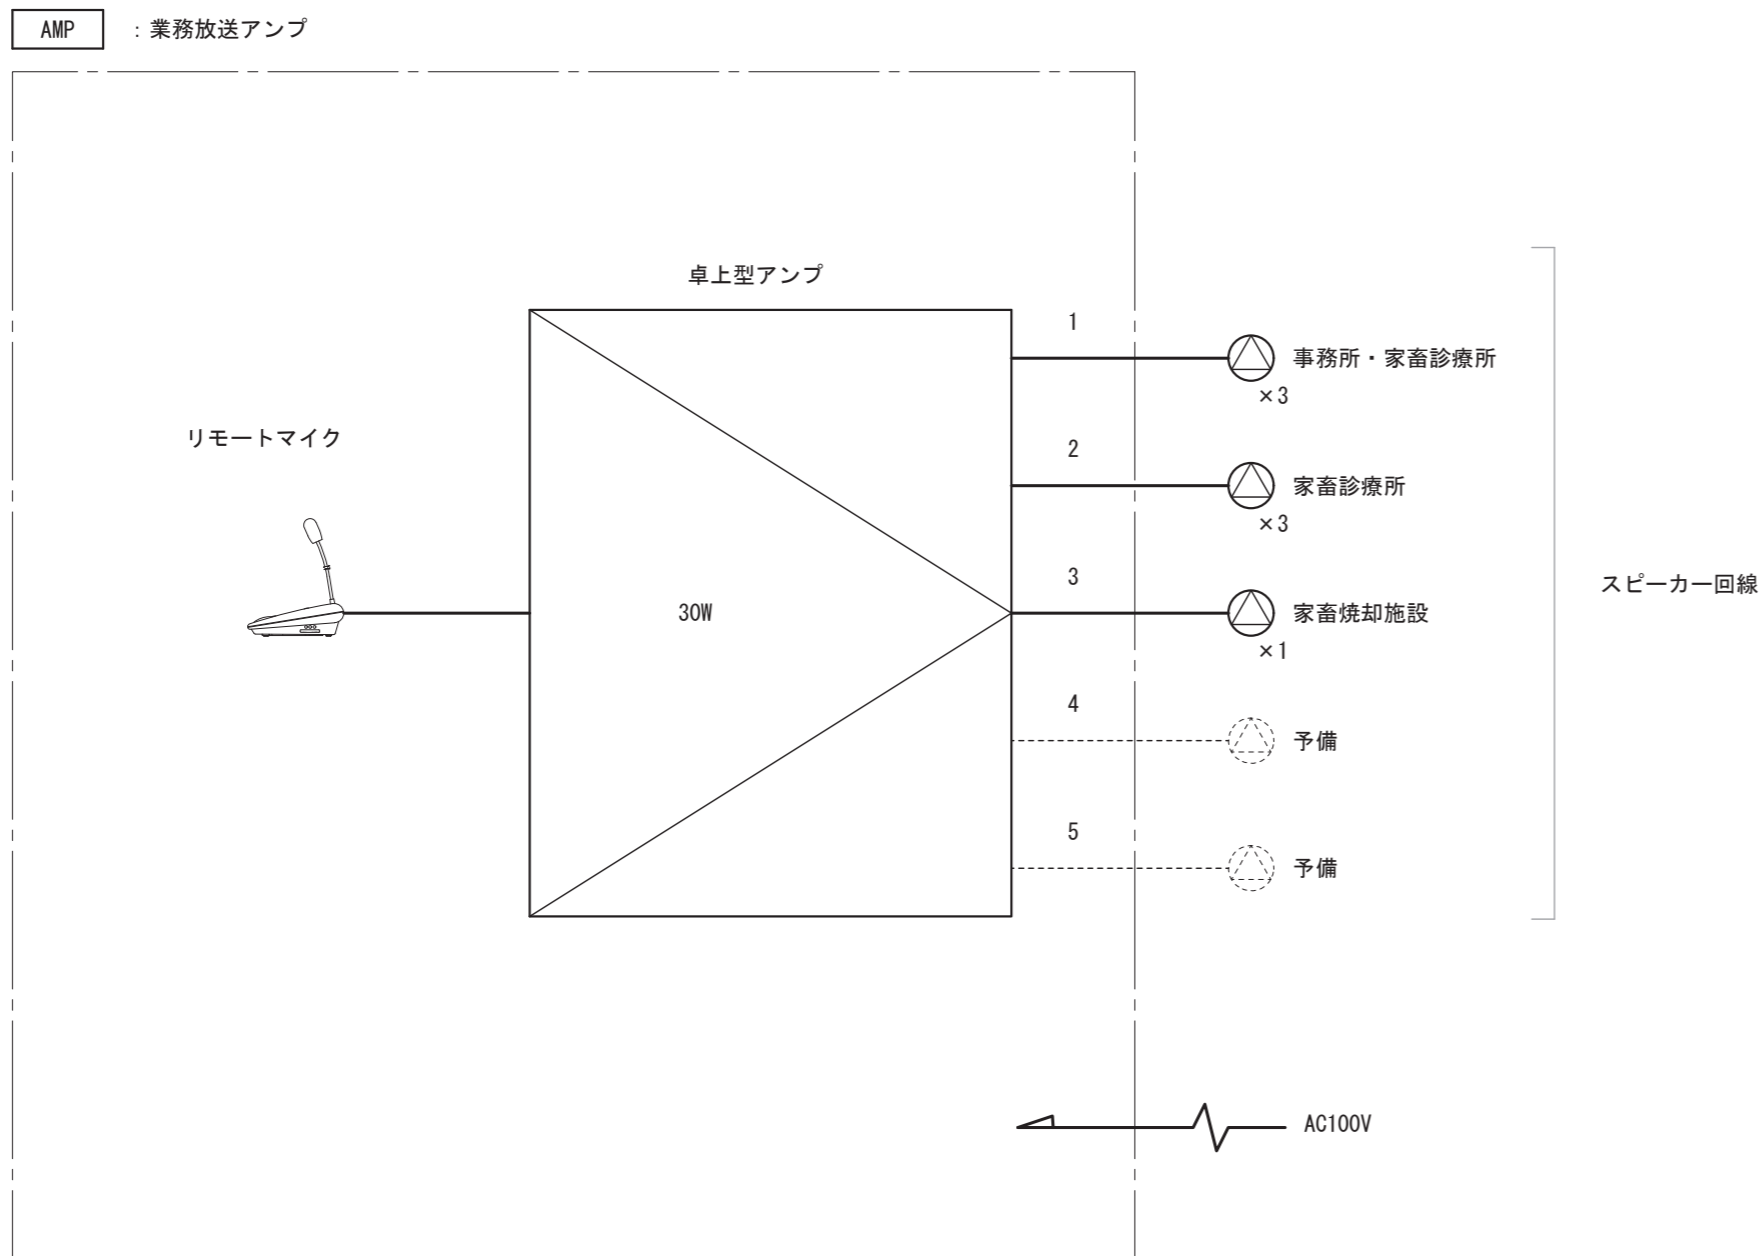 AMP : 業務放送アンプ
卓上型アンプ
リモートマイク
30W
1
事務所・家畜診療所
×3
2
家畜診療所
×3
3
家畜焼却施設
×1
4
予備
5
予備
スピーカー回線
AC100V